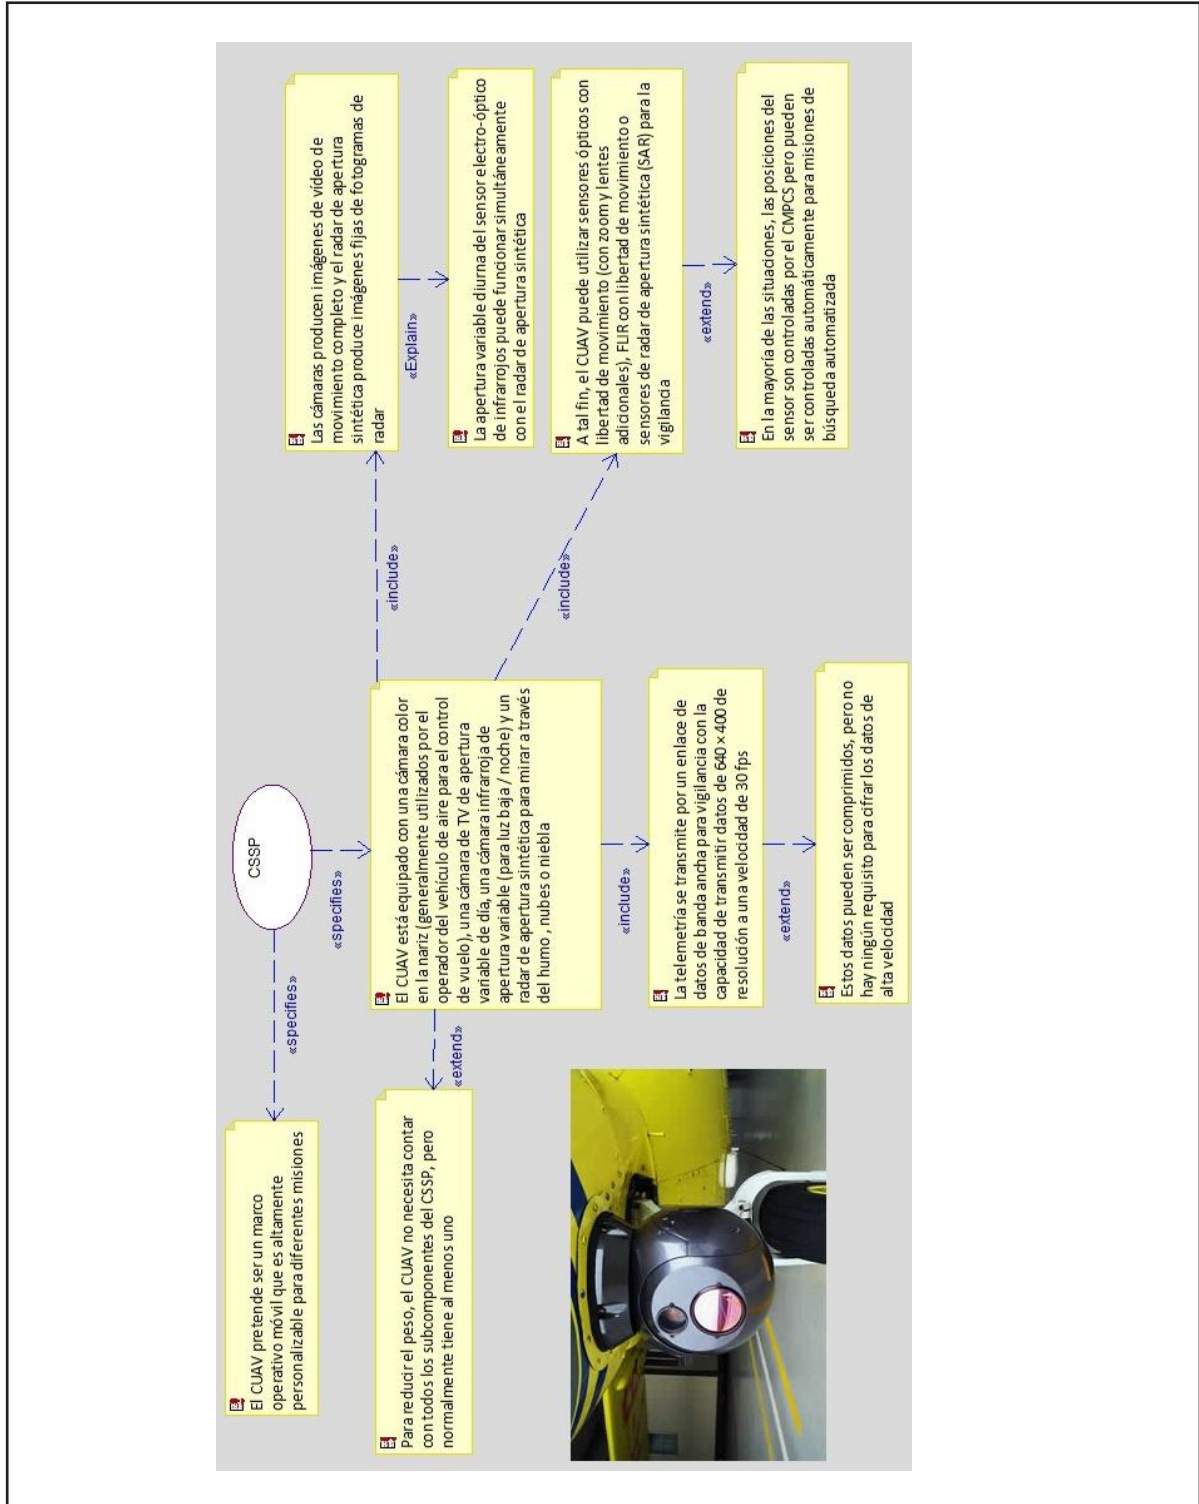 CSSP
«specifies»
«specifies»
El CUAV pretende ser un marco
operativo móvil que es altamente
personalizable para diferentes misiones
El CUAV está equipado con una cámara color
en la nariz (generalmente utilizados por el
operador del vehículo de aire para el control
de vuelo), una cámara de TV de apertura
variable de día, una cámara infrarroja de
apertura variable (para luz baja / noche) y un
radar de apertura sintética para mirar a través
del humo , nubes o niebla
«extend»
Para reducir el peso, el CUAV no necesita contar
con todos los subcomponentes del CSSP, pero
normalmente tiene al menos uno
«include»
Las cámaras producen imágenes de vídeo de
movimiento completo y el radar de apertura
sintética produce imágenes fijas de fotogramas de
radar
«Explain»
La apertura variable diurna del sensor electro-óptico
de infrarrojos puede funcionar simultáneamente
con el radar de apertura sintética
«include»
A tal fin, el CUAV puede utilizar sensores ópticos con
libertad de movimiento (con zoom y lentes
adicionales), FLIR con libertad de movimiento o
sensores de radar de apertura sintética (SAR) para la
vigilancia
«extend»
En la mayoría de las situaciones, las posiciones del
sensor son controladas por el CMPCS pero pueden
ser controladas automáticamente para misiones de
búsqueda automatizada
«include»
La telemetría se transmite por un enlace de
datos de banda ancha para vigilancia con la
capacidad de transmitir datos de 640 × 400 de
resolución a una velocidad de 30 fps
«extend»
Estos datos pueden ser comprimidos, pero no
hay ningún requisito para cifrar los datos de
alta velocidad